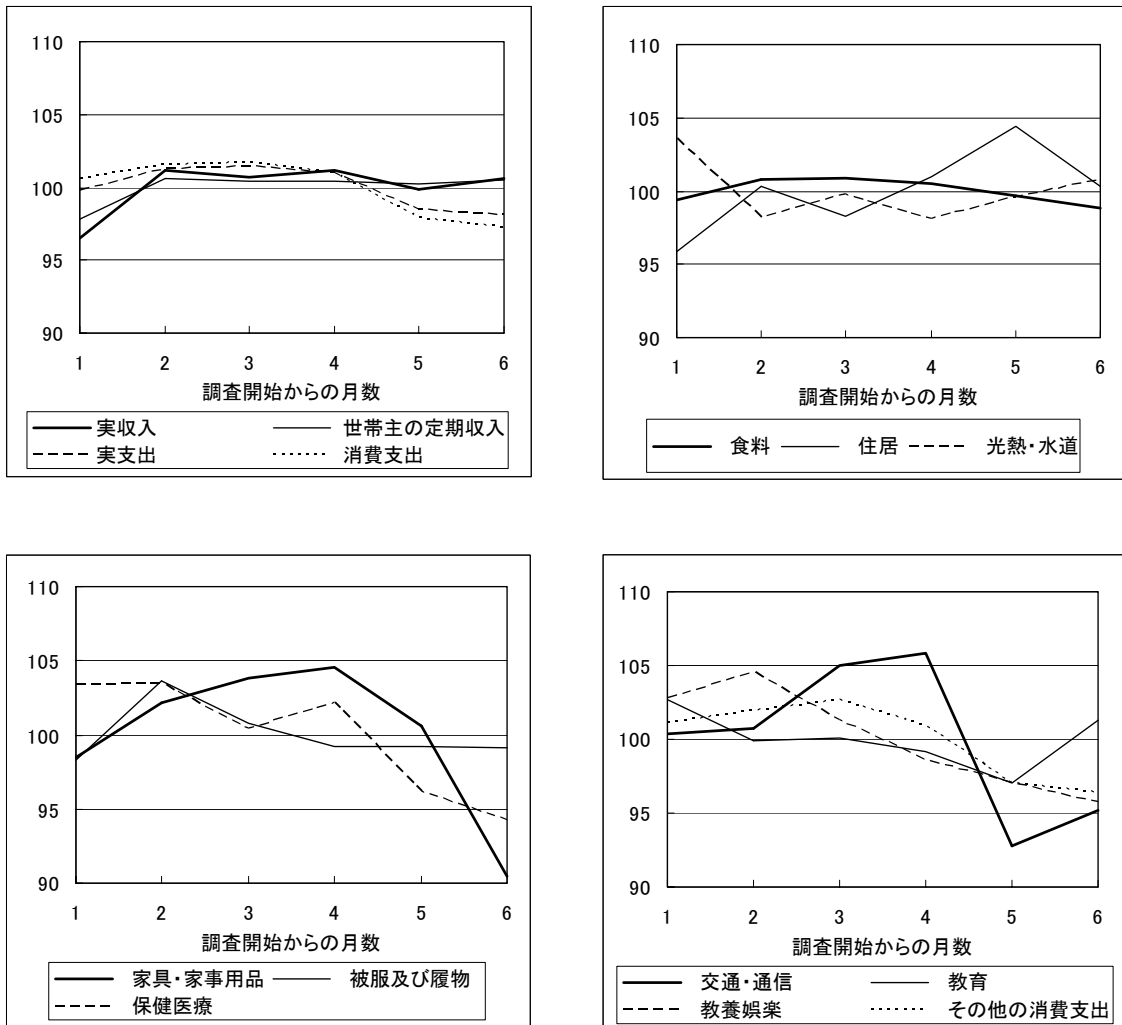 110
105
100
95
90
1 2 3 4 5 6
調査開始からの月数
実収入 世帯主の定期収入
実支出 消費支出
110
105
100
95
90
1 2 3 4 5 6
調査開始からの月数
食料 住居 光熱・水道
110
105
100
95
90
1 2 3 4 5 6
調査開始からの月数
家具・家事用品 被服及び履物
保健医療
110
105
100
95
90
1 2 3 4 5 6
調査開始からの月数
交通・通信 教育
教養娯楽 その他の消費支出